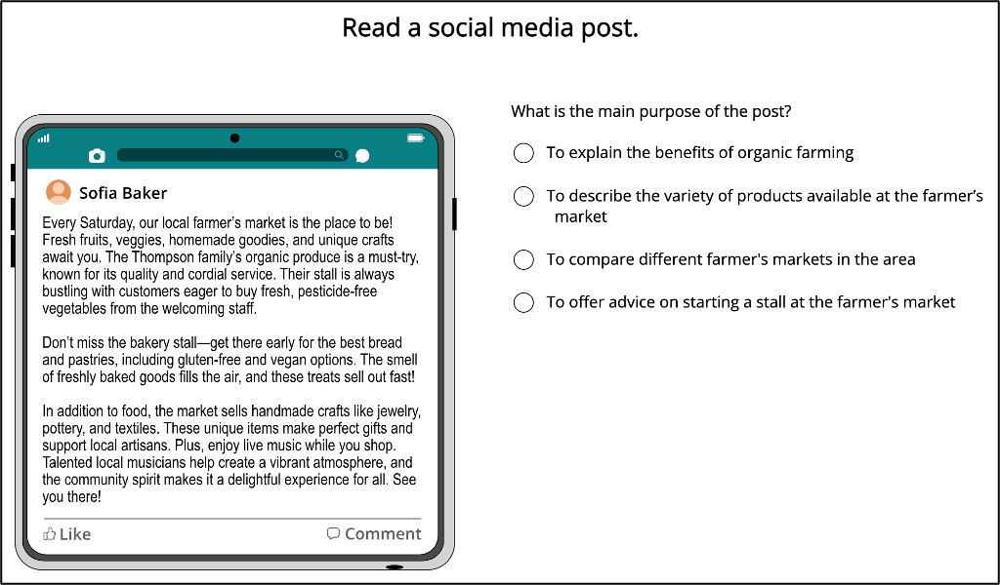 Read a social media post.
Sofia Baker
Every Saturday, our local farmer's market is the place to be!
Fresh fruits, veggies, homemade goodies, and unique crafts
await you. The Thompson family's organic produce is a must-try,
known for its quality and cordial service. Their stall is always
bustling with customers eager to buy fresh, pesticide-free
vegetables from the welcoming staff.
Don't miss the bakery stall—get there early for the best bread
and pastries, including gluten-free and vegan options. The smell
of freshly baked goods fills the air, and these treats sell out fast!
In addition to food, the market sells handmade crafts like jewelry,
pottery, and textiles. These unique items make perfect gifts and
support local artisans. Plus, enjoy live music while you shop.
Talented local musicians help create a vibrant atmosphere, and
the community spirit makes it a delightful experience for all. See
you there!
Like
Comment
What is the main purpose of the post?
To explain the benefits of organic farming
To describe the variety of products available at the farmer’s
market
To compare different farmer's markets in the area
To offer advice on starting a stall at the farmer's market